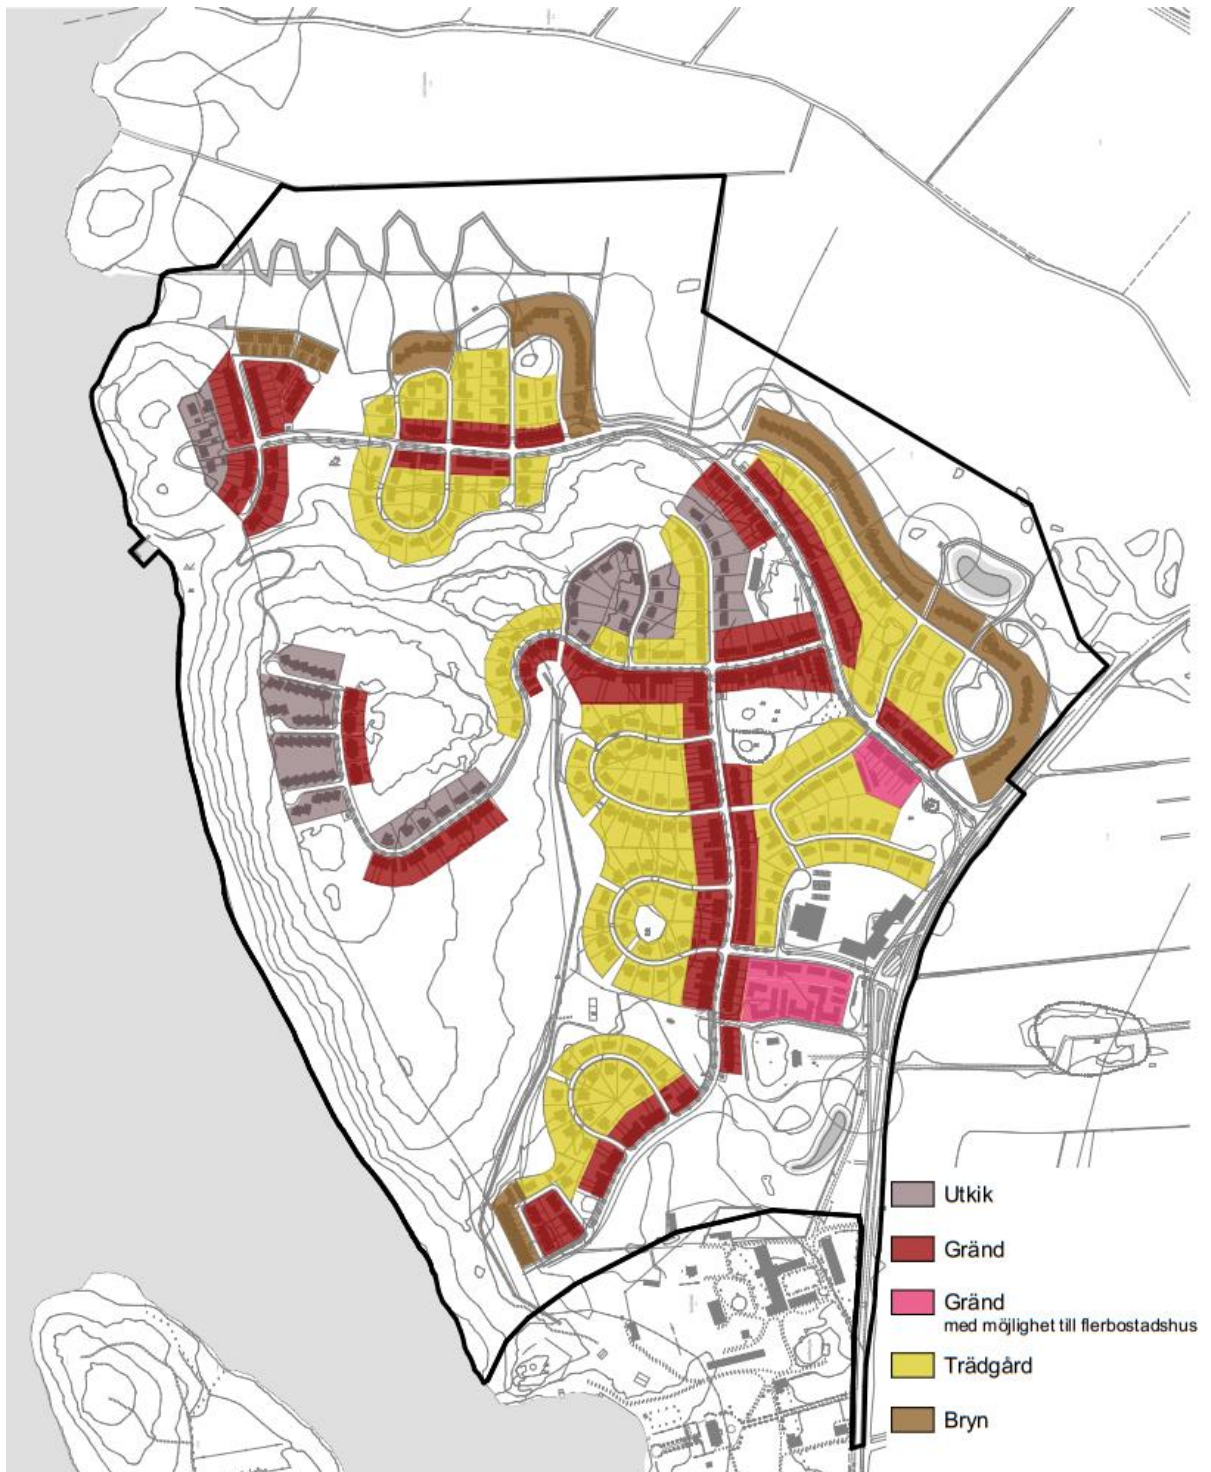 Utkik
Gränd
Gränd
med möjlighet till flerbostadshus
Trädgård
Bryn